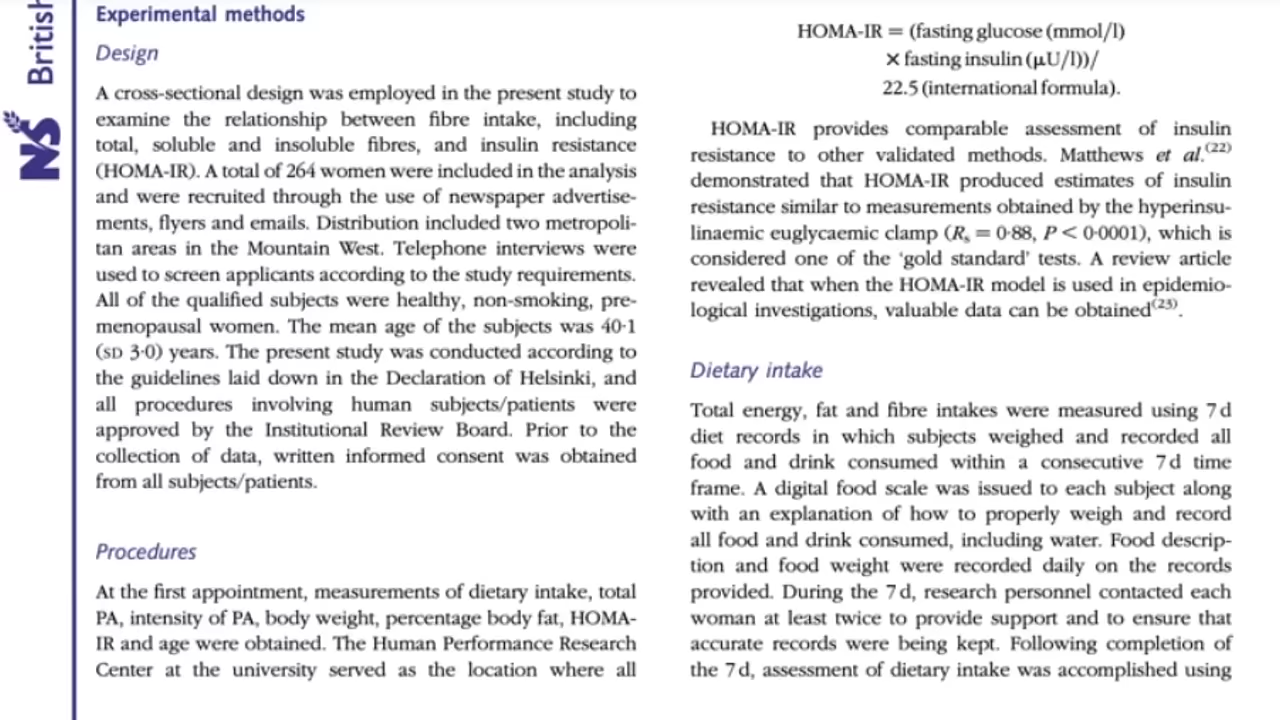 British
NS
Experimental methods
Design
A cross-sectional design was employed in the present study to
examine the relationship between fibre intake, including
total, soluble and insoluble fibres, and insulin resistance
(HOMA-IR). A total of 264 women were included in the analysis
and were recruited through the use of newspaper advertise-
ments, flyers and emails. Distribution included two metropoli-
tan areas in the Mountain West. Telephone interviews were
used to screen applicants according to the study requirements.
All of the qualified subjects were healthy, non-smoking, pre-
menopausal women. The mean age of the subjects was 40·1
(SD 3·0) years. The present study was conducted according to
the guidelines laid down in the Declaration of Helsinki, and
all procedures involving human subjects/patients were
approved by the Institutional Review Board. Prior to the
collection of data, written informed consent was obtained
from all subjects/patients.
Procedures
At the first appointment, measurements of dietary intake, total
PA, intensity of PA, body weight, percentage body fat, HOMA-
IR and age were obtained. The Human Performance Research
Center at the university served as the location where all
HOMA-IR = (fasting glucose (mmol/l)
× fasting insulin (μU/l))/
22.5 (international formula).
HOMA-IR provides comparable assessment of insulin
resistance to other validated methods. Matthews et al.(22)
demonstrated that HOMA-IR produced estimates of insulin
resistance similar to measurements obtained by the hyperinsu-
linaemic euglycaemic clamp (Rs = 0·88, P < 0·0001), which is
considered one of the ‘gold standard’ tests. A review article
revealed that when the HOMA-IR model is used in epidemio-
logical investigations, valuable data can be obtained(23).
Dietary intake
Total energy, fat and fibre intakes were measured using 7 d
diet records in which subjects weighed and recorded all
food and drink consumed within a consecutive 7 d time
frame. A digital food scale was issued to each subject along
with an explanation of how to properly weigh and record
all food and drink consumed, including water. Food descrip-
tion and food weight were recorded daily on the records
provided. During the 7 d, research personnel contacted each
woman at least twice to provide support and to ensure that
accurate records were being kept. Following completion of
the 7 d, assessment of dietary intake was accomplished using